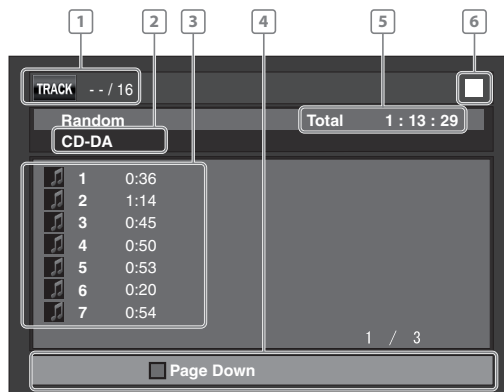 1 2 3 4 5 6
TRACK - - / 16
Random Total 1 : 13 : 29
CD-DA
1 0:36
2 1:14
3 0:45
4 0:50
5 0:53
6 0:20
7 0:54
1 / 3
Page Down